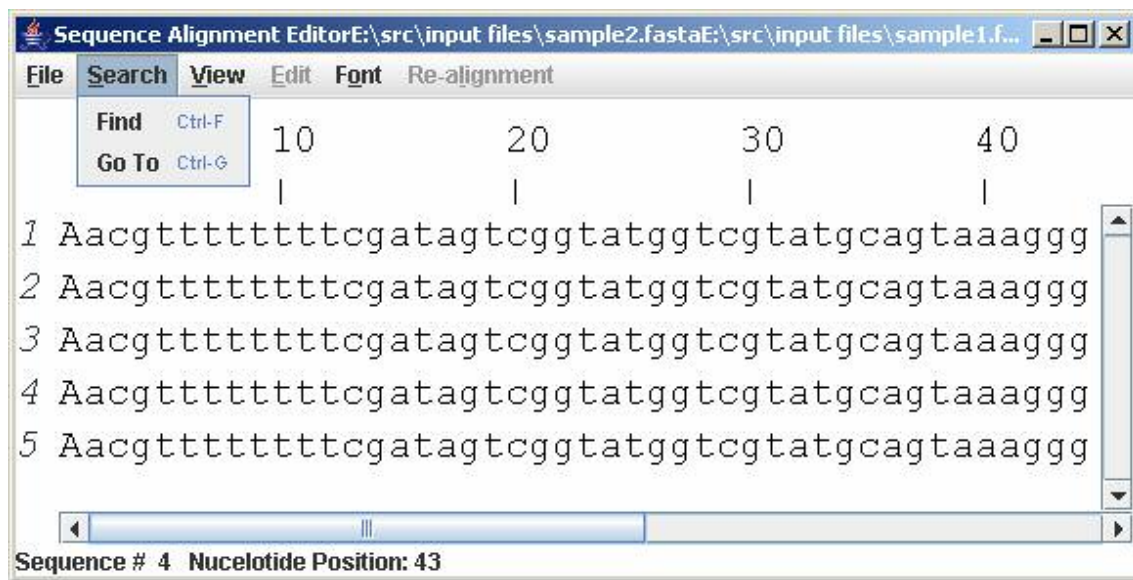 Sequence Alignment EditorE:\src\input files\sample2.fastaE:\src\input files\sample1.f...
File Search View Edit Font Re-alignment
Find Ctrl-F
Go To Ctrl-G
10 20 30 40
| | | |
1 Aacgttttttttcgatagtcggtatggtcgtatgcagtaaaggg
2 Aacgttttttttcgatagtcggtatggtcgtatgcagtaaaggg
3 Aacgttttttttcgatagtcggtatggtcgtatgcagtaaaggg
4 Aacgttttttttcgatagtcggtatggtcgtatgcagtaaaggg
5 Aacgttttttttcgatagtcggtatggtcgtatgcagtaaaggg
Sequence # 4 Nucelotide Position: 43